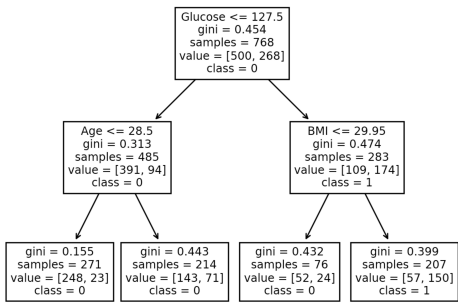 Glucose <= 127.5
gini = 0.454
samples = 768
value = [500, 268]
class = 0
Age <= 28.5
gini = 0.313
samples = 485
value = [391, 94]
class = 0
BMI <= 29.95
gini = 0.474
samples = 283
value = [109, 174]
class = 1
gini = 0.155
samples = 271
value = [248, 23]
class = 0
gini = 0.443
samples = 214
value = [143, 71]
class = 0
gini = 0.432
samples = 76
value = [52, 24]
class = 0
gini = 0.399
samples = 207
value = [57, 150]
class = 1